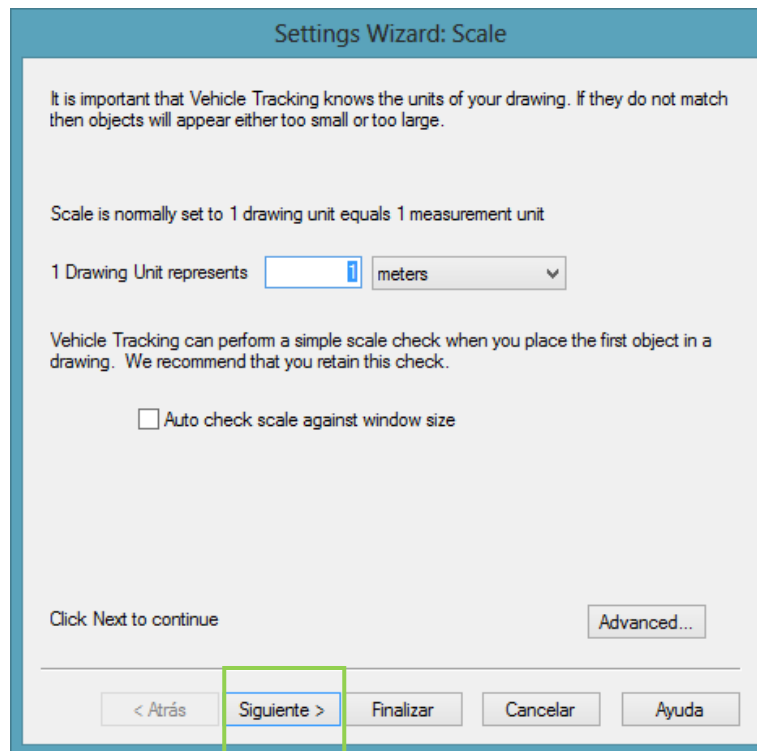 Settings Wizard: Scale
It is important that Vehicle Tracking knows the units of your drawing. If they do not match
then objects will appear either too small or too large.
Scale is normally set to 1 drawing unit equals 1 measurement unit
1 Drawing Unit represents 1 meters
Vehicle Tracking can perform a simple scale check when you place the first object in a
drawing. We recommend that you retain this check.
Auto check scale against window size
Click Next to continue Advanced...
< Atrás Siguiente > Finalizar Cancelar Ayuda